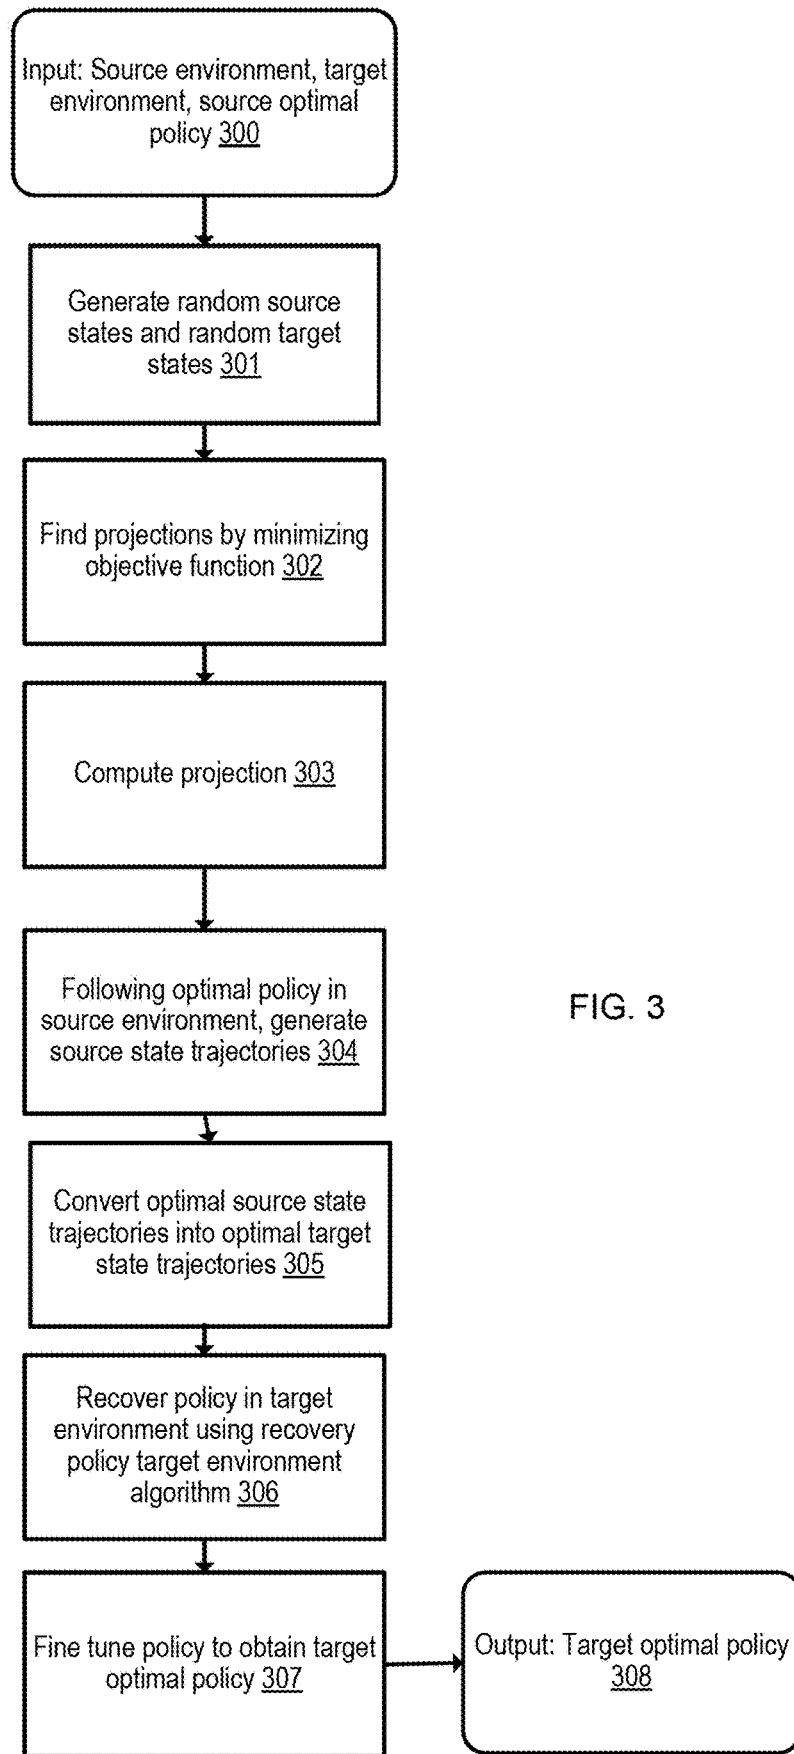 Input: Source environment, target
environment, source optimal
policy 300
Generate random source
states and random target
states 301
Find projections by minimizing
objective function 302
Compute projection 303
Following optimal policy in
source environment, generate
source state trajectories 304
FIG. 3
Convert optimal source state
trajectories into optimal target
state trajectories 305
Recover policy in target
environment using recovery
policy target environment
algorithm 306
Fine tune policy to obtain target
optimal policy 307
Output: Target optimal policy
308